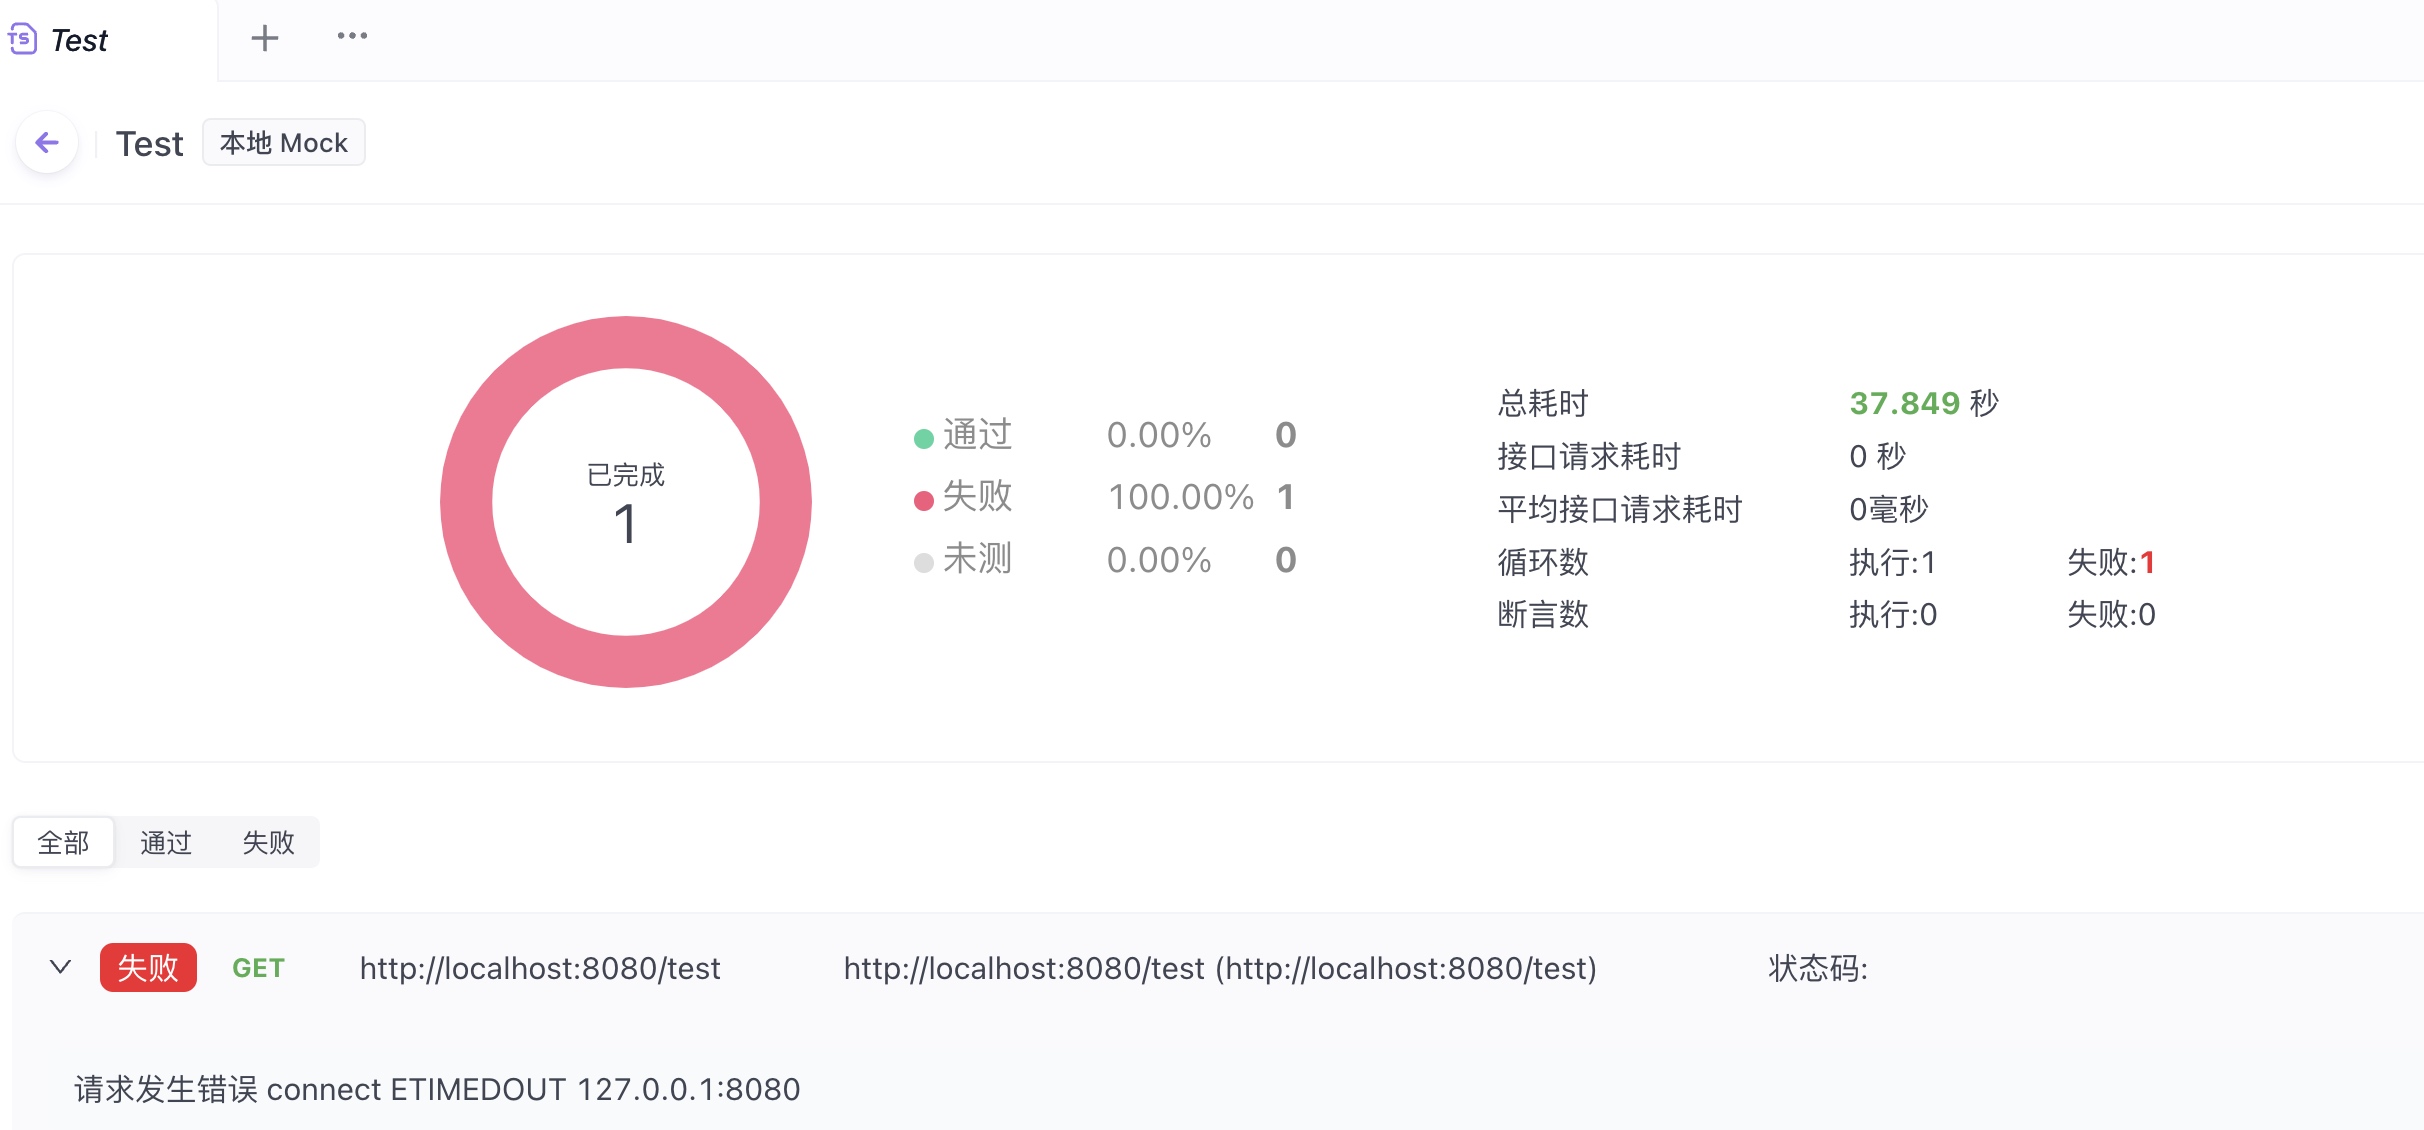 TS Test
Test 本地 Mock
已完成
1
通过 0.00% 0
失败 100.00% 1
未测 0.00% 0
总耗时 37.849 秒
接口请求耗时 0 秒
平均接口请求耗时 0毫秒
循环数 执行:1 失败:1
断言数 执行:0 失败:0
全部 通过 失败
失败 GET http://localhost:8080/test http://localhost:8080/test (http://localhost:8080/test) 状态码:
请求发生错误 connect ETIMEDOUT 127.0.0.1:8080